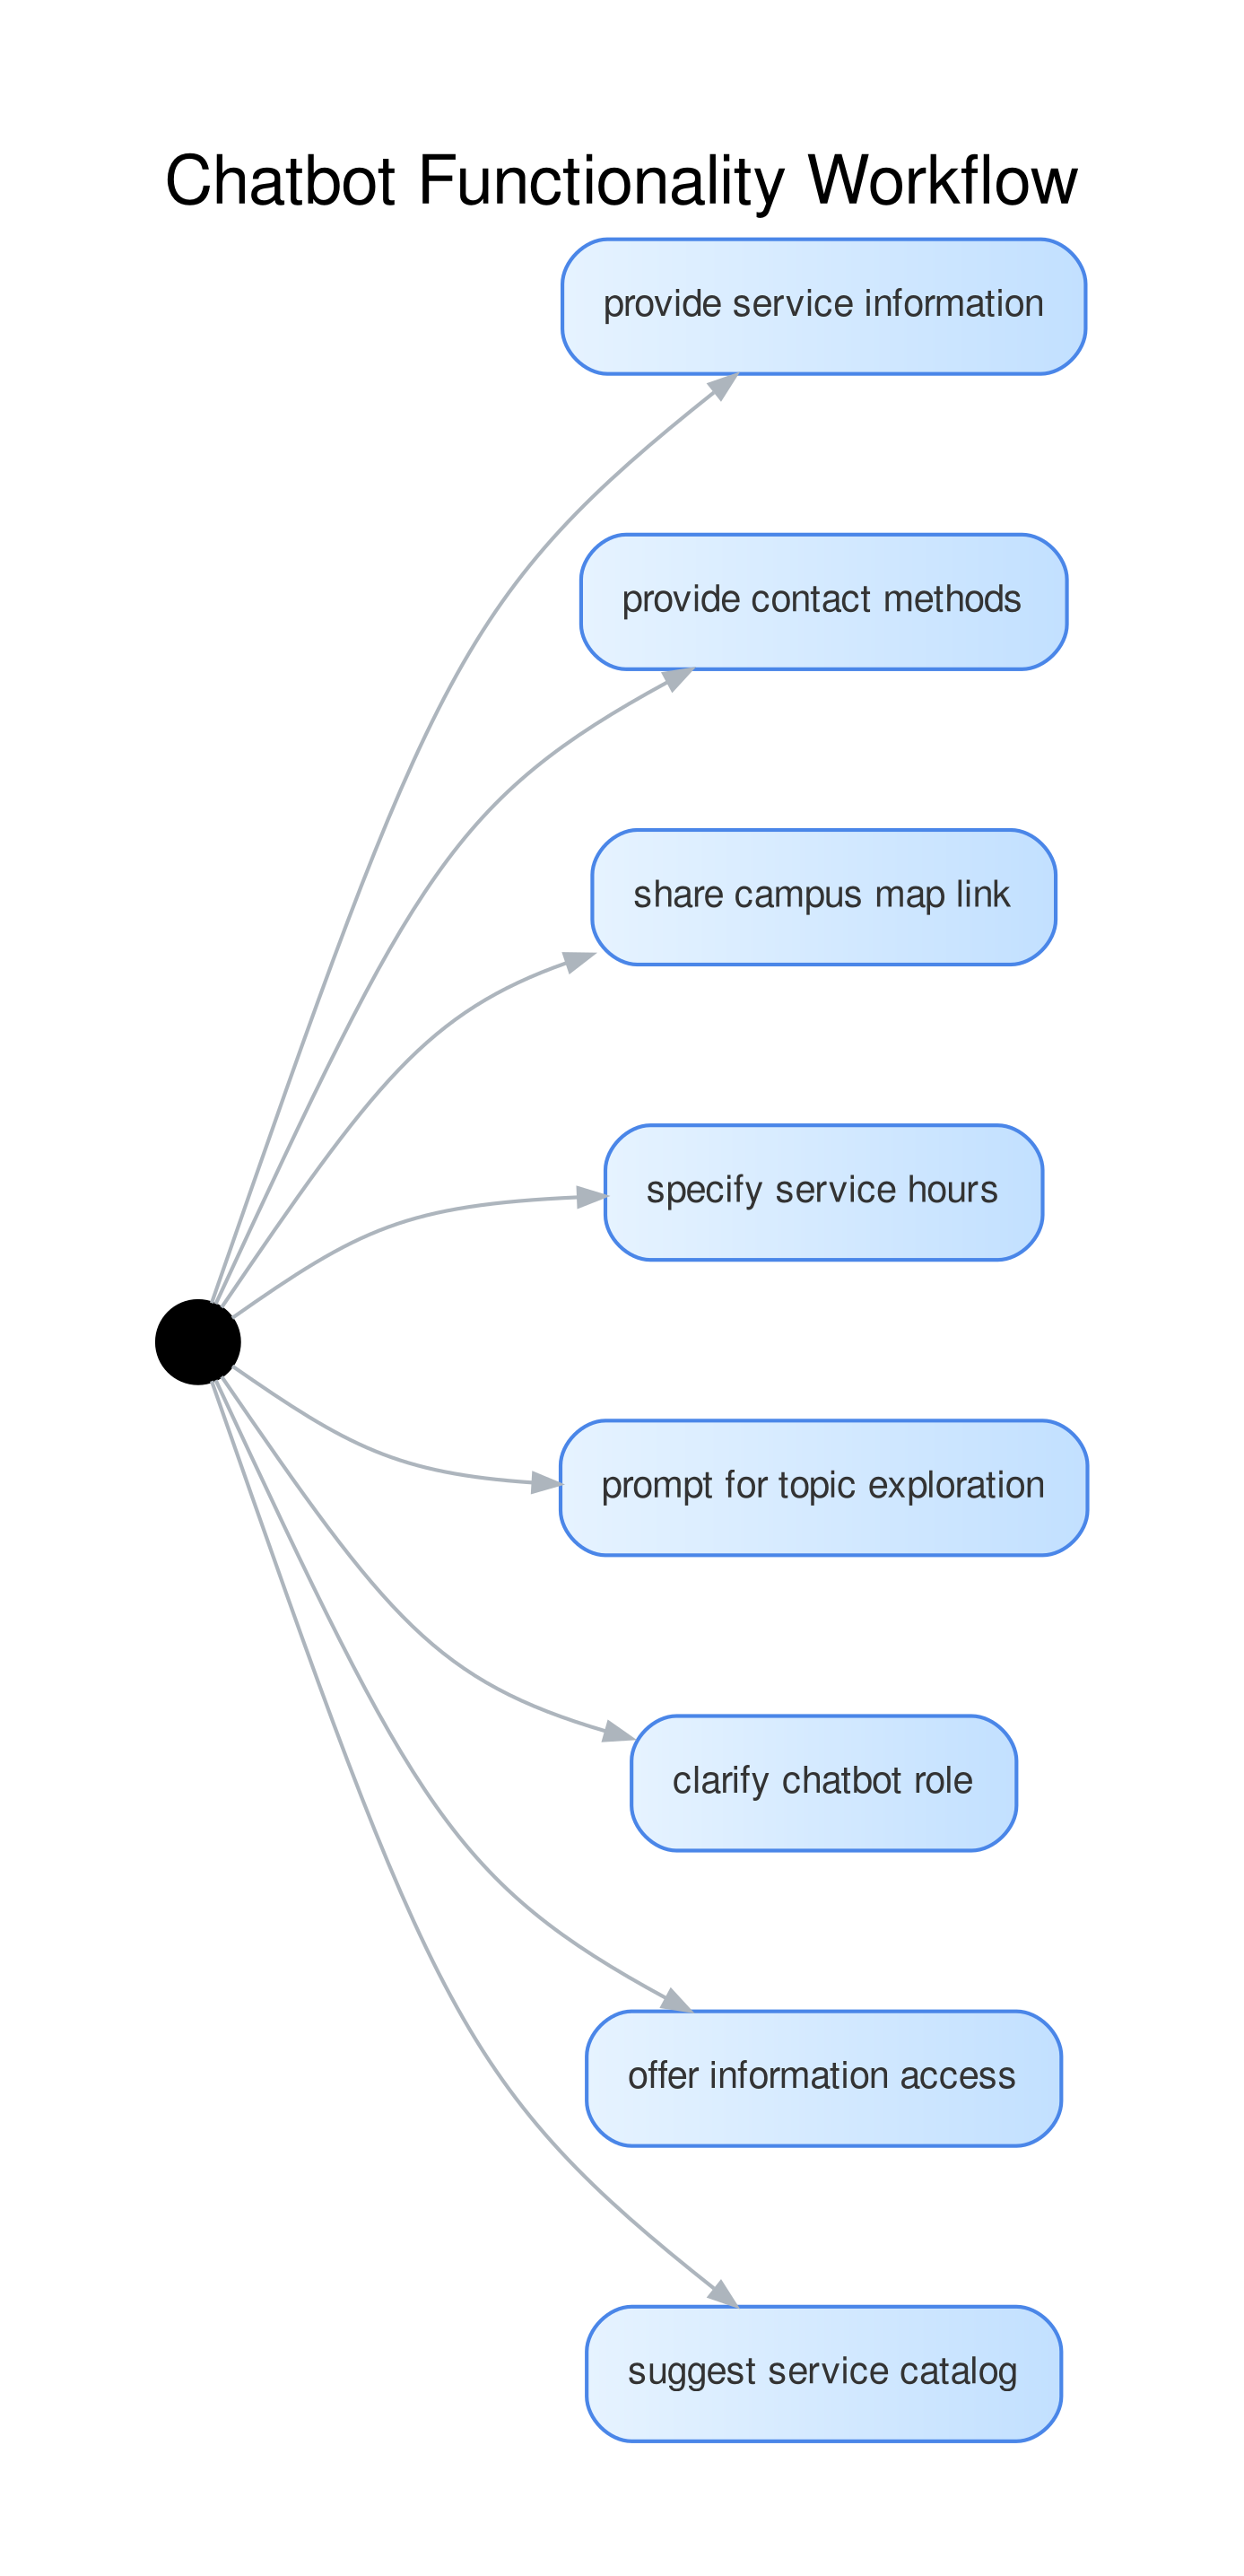 Chatbot Functionality Workflow
provide service information
provide contact methods
share campus map link
specify service hours
prompt for topic exploration
clarify chatbot role
offer information access
suggest service catalog